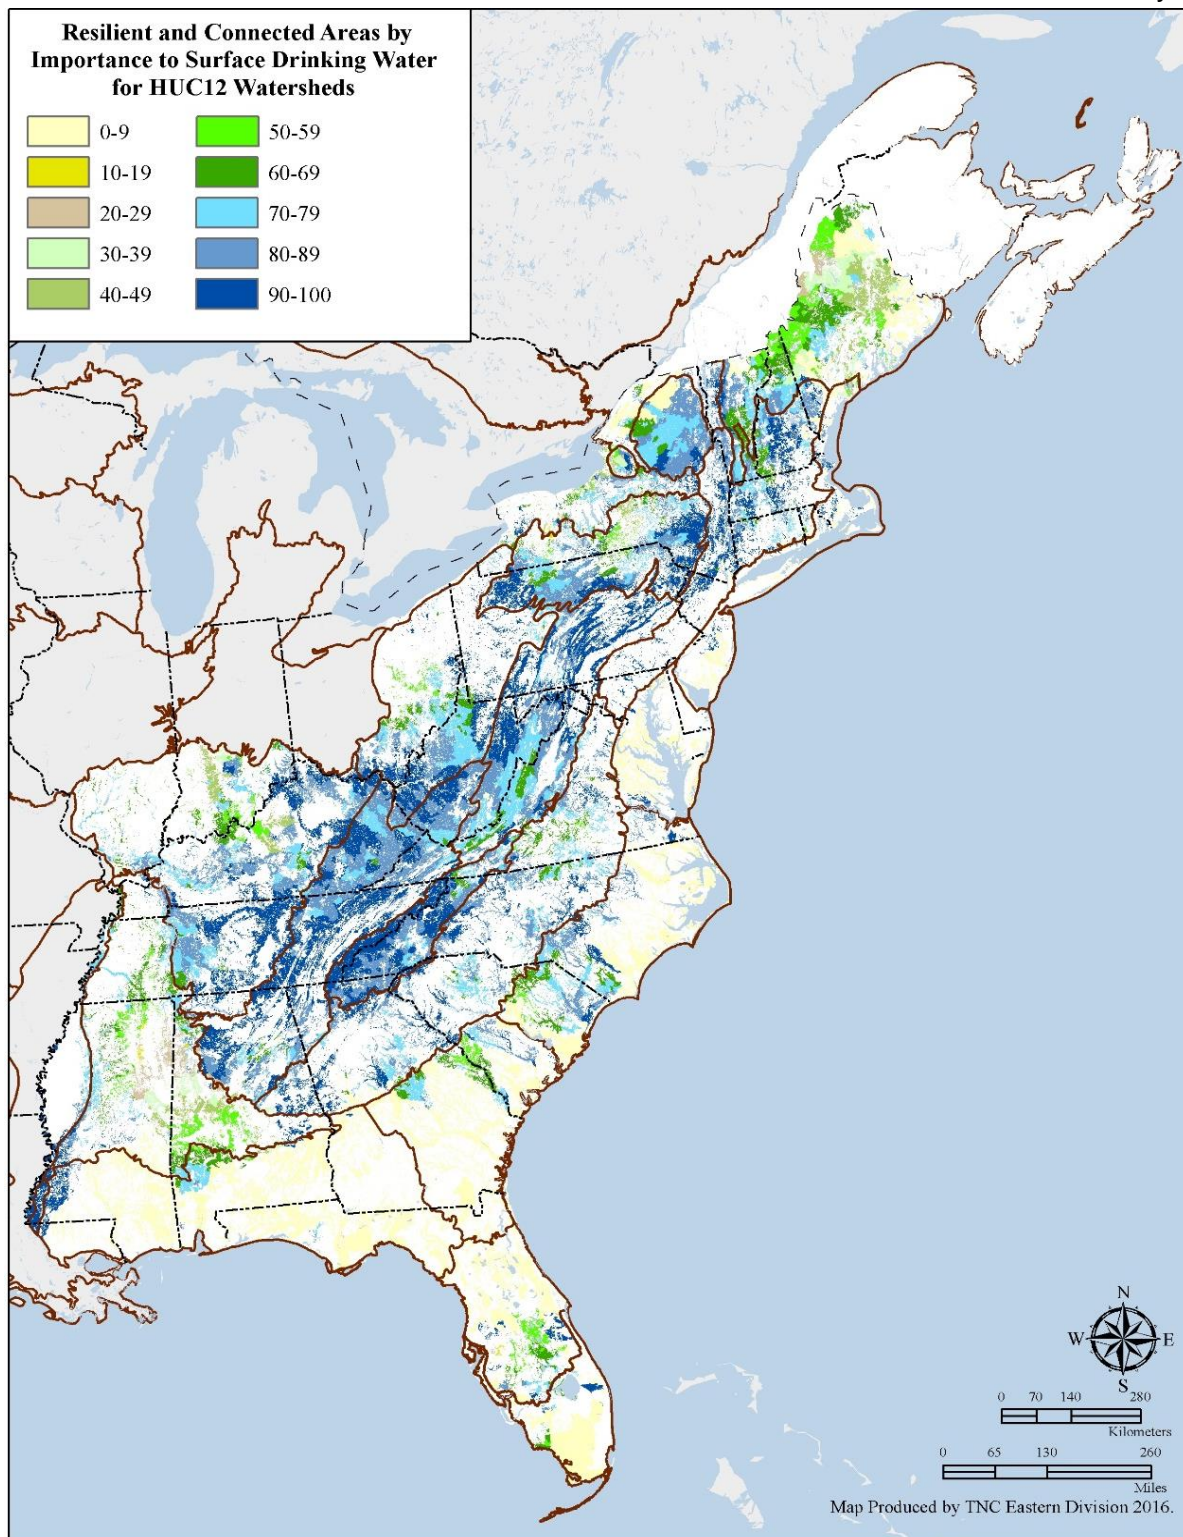 Resilient and Connected Areas by
Importance to Surface Drinking Water
for HUC12 Watersheds
0-9
10-19
20-29
30-39
40-49
50-59
60-69
70-79
80-89
90-100
N
W E
S
0 70 140 280
Kilometers
0 65 130 260
Miles
Map Produced by TNC Eastern Division 2016.